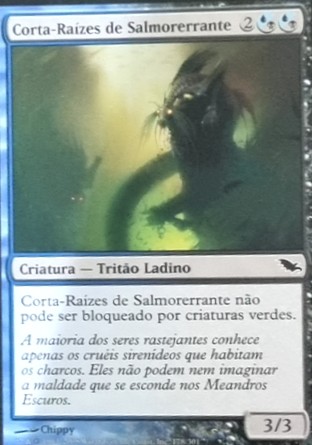 Corta-Raízes de Salmorerrante 2
Criatura — Tritão Ladino
Corta-Raízes de Salmorerrante não
pode ser bloqueado por criaturas verdes.
A maioria dos seres rastejantes conhece
apenas os cruéis sirenídeos que habitam
os charcos. Eles não podem nem imaginar
a maldade que se esconde nos Meandros
Escuros.
Chippy
3/3